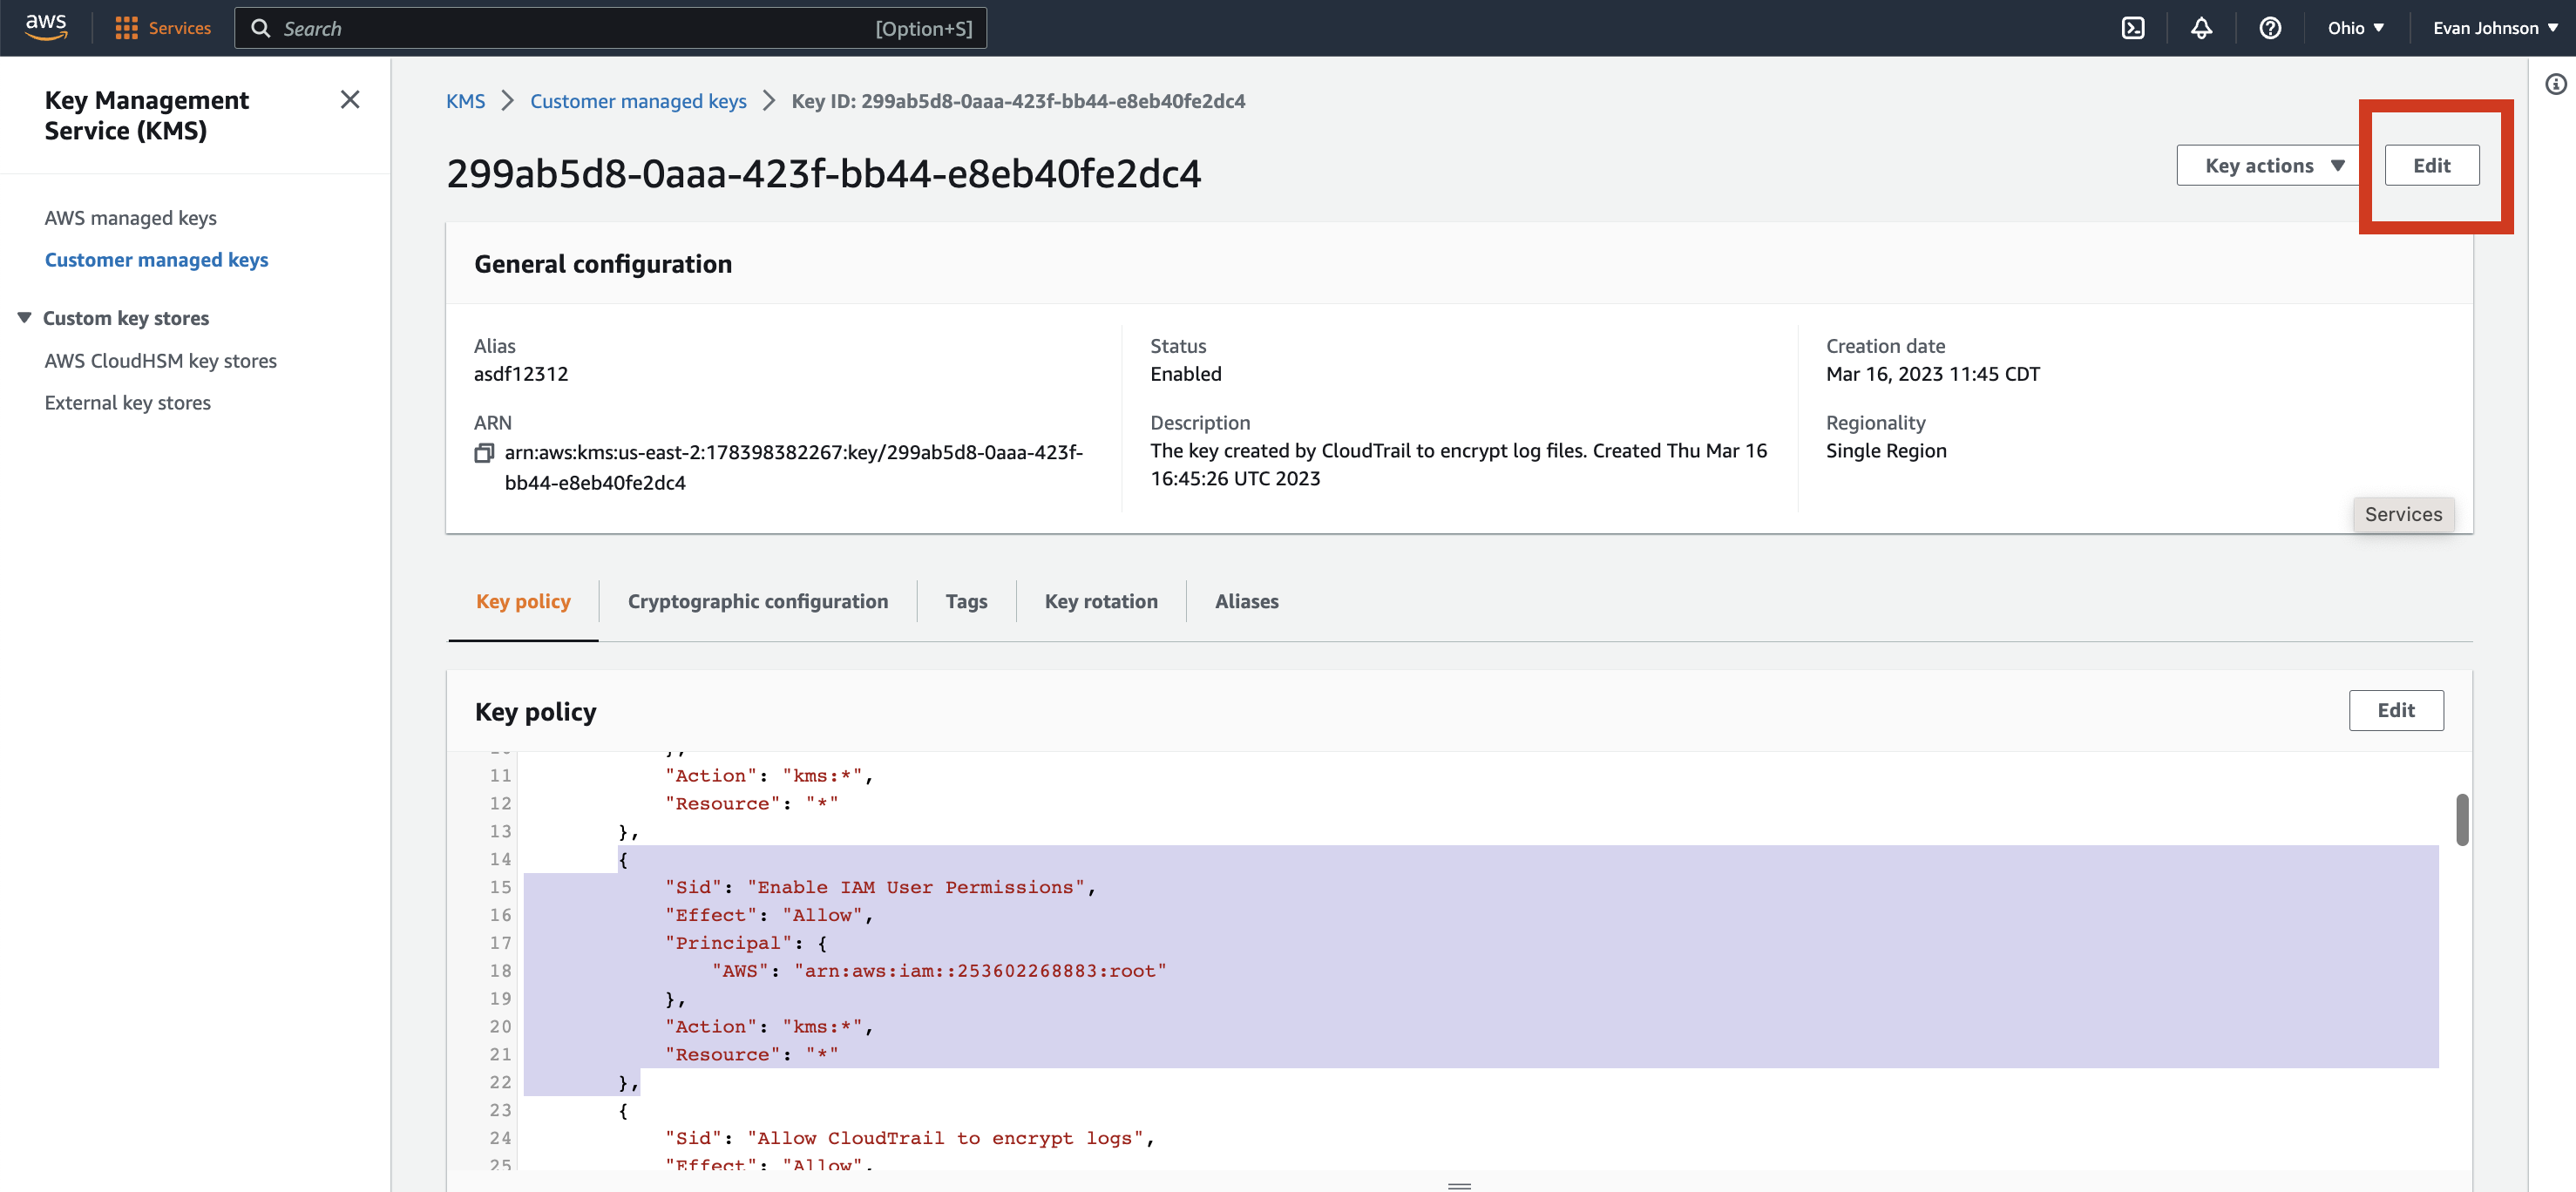 aws
Services
Search
[Option+S]
Ohio
Evan Johnson
Key Management
Service (KMS)
AWS managed keys
Customer managed keys
Custom key stores
AWS CloudHSM key stores
External key stores
KMS
Customer managed keys
Key ID: 299ab5d8-0aaa-423f-bb44-e8eb40fe2dc4
299ab5d8-0aaa-423f-bb44-e8eb40fe2dc4
Key actions
Edit
General configuration
Alias
asdf12312
ARN
arn:aws:kms:us-east-2:178398382267:key/299ab5d8-0aaa-423f-
bb44-e8eb40fe2dc4
Status
Enabled
Description
The key created by CloudTrail to encrypt log files. Created Thu Mar 16
16:45:26 UTC 2023
Creation date
Mar 16, 2023 11:45 CDT
Regionality
Single Region
Services
Key policy
Cryptographic configuration
Tags
Key rotation
Aliases
Key policy
Edit
10 },
11 "Action": "kms:*",
12 "Resource": "*"
13 },
14 {
15 "Sid": "Enable IAM User Permissions",
16 "Effect": "Allow",
17 "Principal": {
18 "AWS": "arn:aws:iam::253602268883:root"
19 },
20 "Action": "kms:*",
21 "Resource": "*"
22 },
23 {
24 "Sid": "Allow CloudTrail to encrypt logs",
25 "Effect": "Allow",